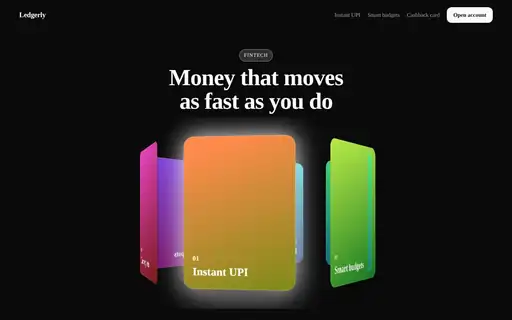 Ledgerly
Instant UPI
Smart budgets
Cashback card
Open account
FINTECH
Money that moves
as fast as you do
01
Instant UPI
Smart budgets